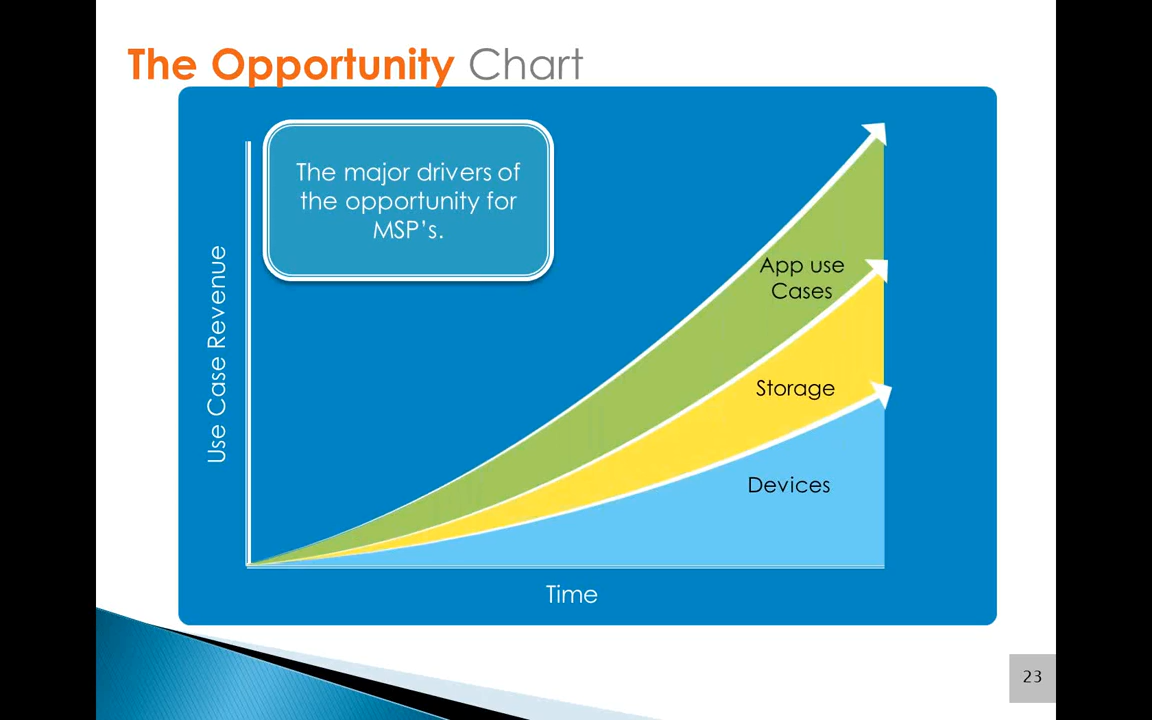 The Opportunity Chart
The major drivers of
the opportunity for
MSP's.
Use Case Revenue
App use
Cases
Storage
Devices
Time
23